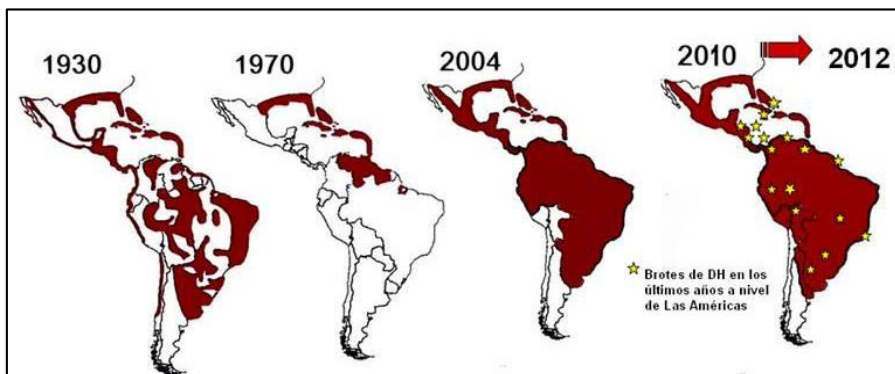 1930
1970
2004
2010
2012
Brotes de DH en los
últimos años a nivel
de Las Américas